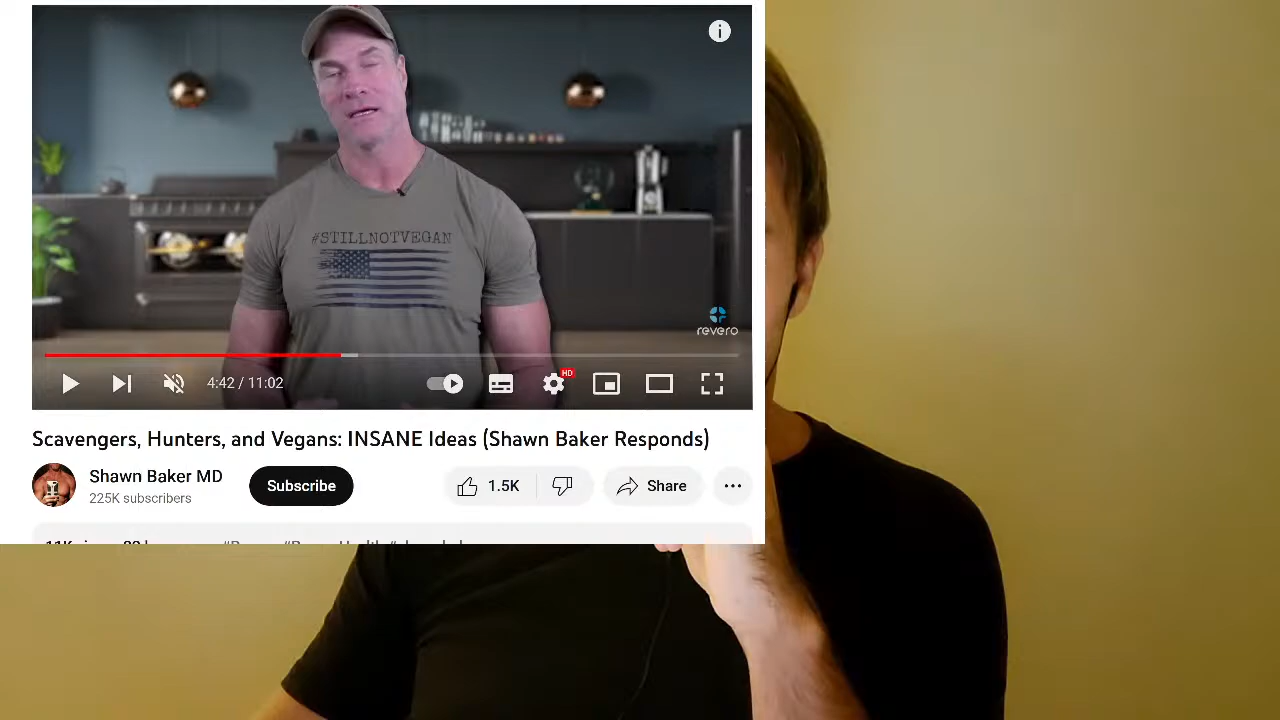 #STILLNOTVEGAN
revero
HD
4:42 / 11:02
Scavengers, Hunters, and Vegans: INSANE Ideas (Shawn Baker Responds)
Shawn Baker MD
225K subscribers
Subscribe
1.5K
Share